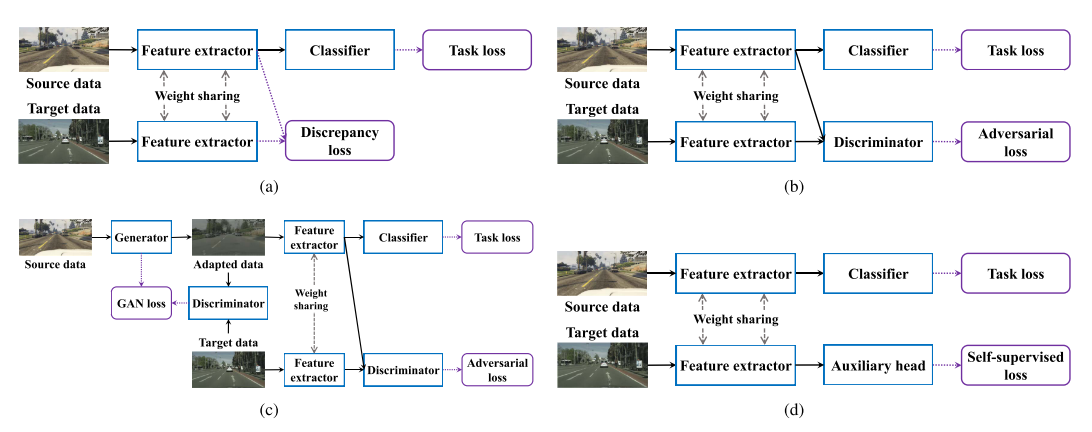 Feature extractor
Classifier
Task loss
Source data
Weight sharing
Target data
Feature extractor
Discrepancy
loss
(a)
Feature extractor
Classifier
Task loss
Source data
Weight sharing
Target data
Feature extractor
Discriminator
Adversarial
loss
(b)
Generator
Feature
extractor
Classifier
Task loss
Source data
Adapted data
GAN loss
Discriminator
Weight
sharing
Target data
Feature
extractor
Discriminator
Adversarial
loss
(c)
Feature extractor
Classifier
Task loss
Source data
Weight sharing
Target data
Feature extractor
Auxiliary head
Self-supervised
loss
(d)